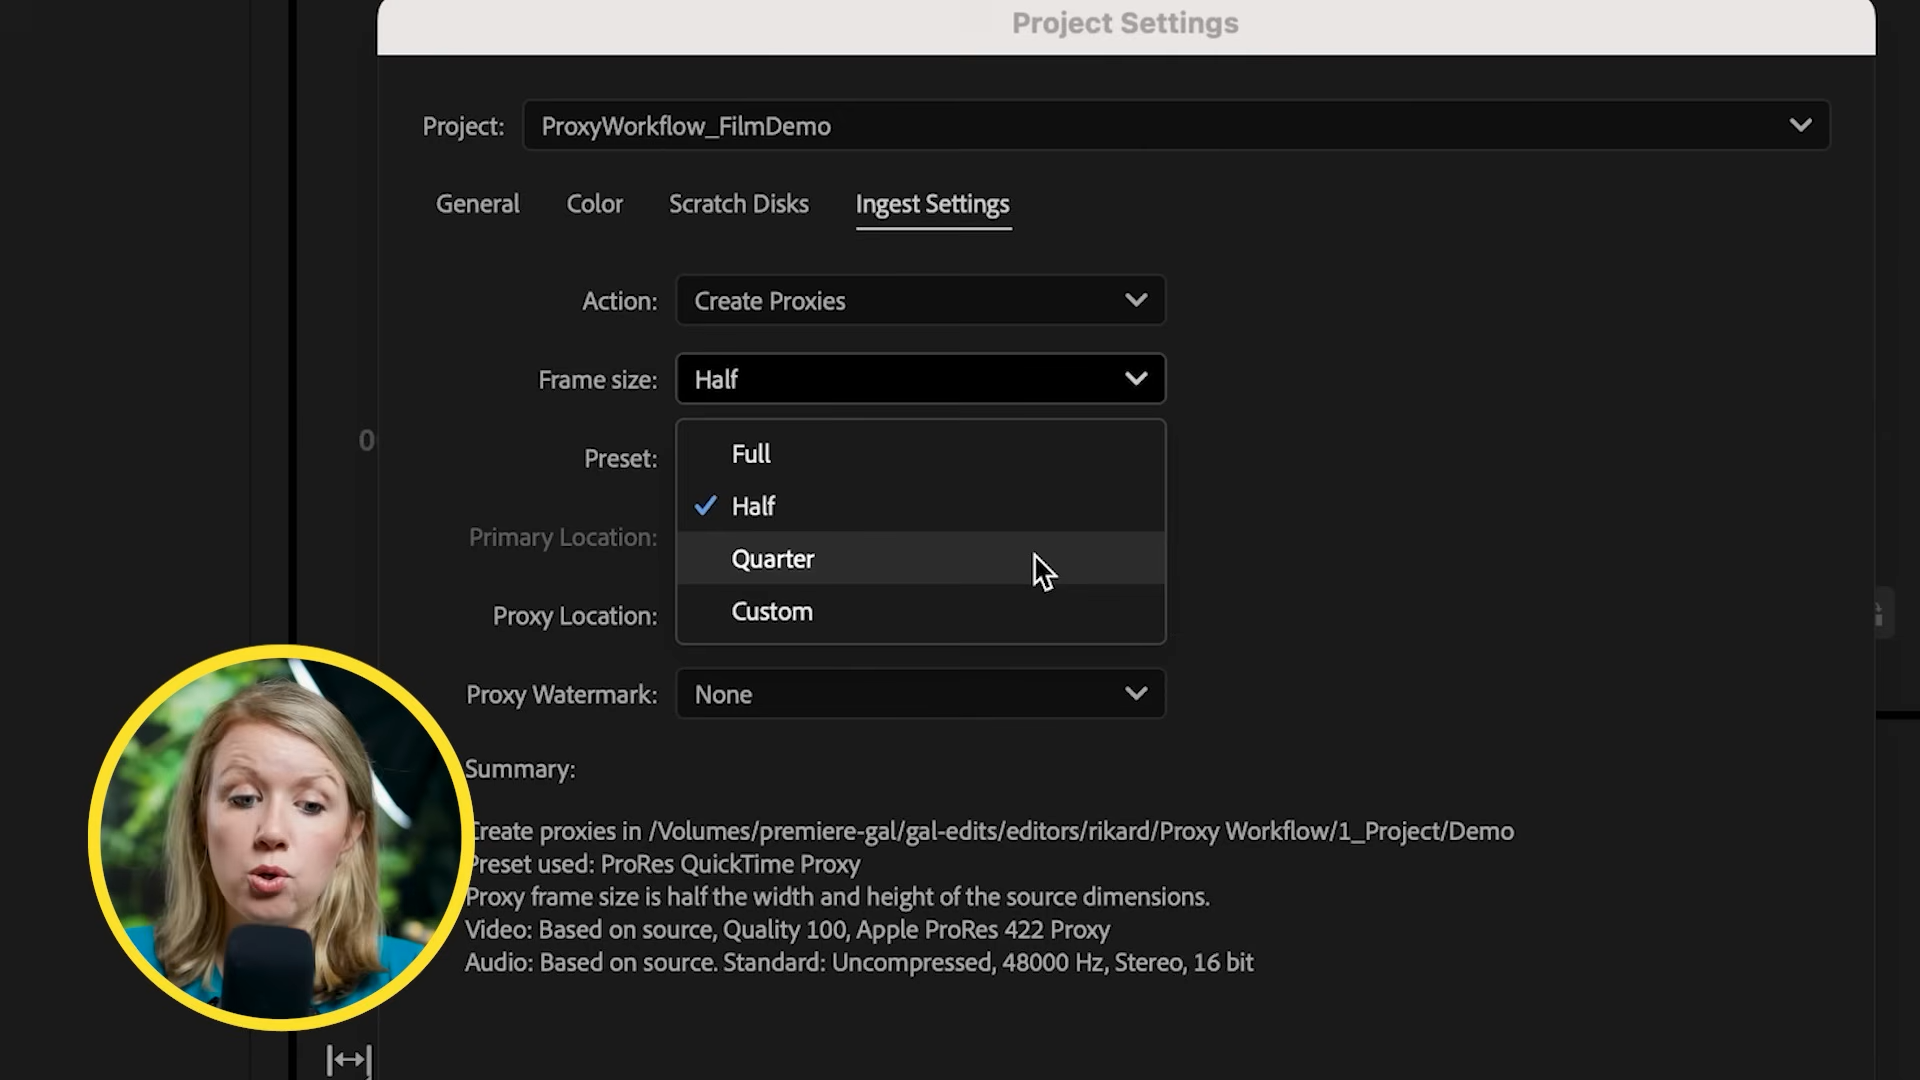 Project Settings
Project: ProxyWorkflow_FilmDemo
General Color Scratch Disks Ingest Settings
Action: Create Proxies
Frame size: Half
0
Full
Preset:
Half
Primary Location:
Quarter
Custom
Proxy Location:
Proxy Watermark: None
Summary:
Create proxies in /Volumes/premiere-gal/gal-edits/editors/rikard/Proxy Workflow/1_Project/Demo
Preset used: ProRes QuickTime Proxy
Proxy frame size is half the width and height of the source dimensions.
Video: Based on source, Quality 100, Apple ProRes 422 Proxy
Audio: Based on source. Standard: Uncompressed, 48000 Hz, Stereo, 16 bit